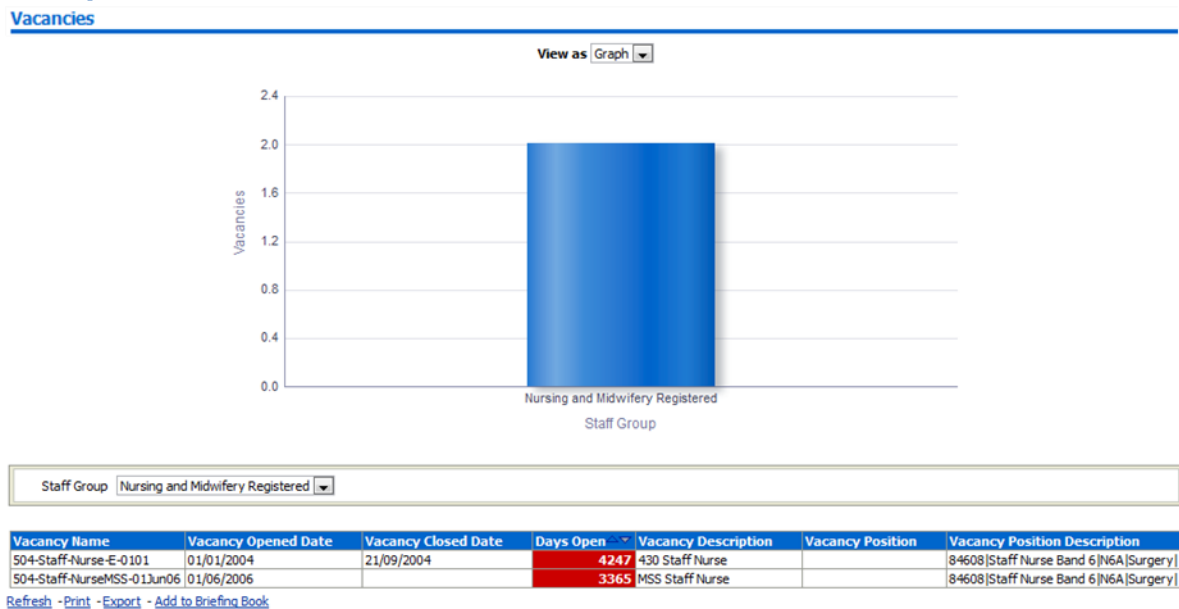 Vacancies
View as Graph
2.4
2.0
1.6
1.2
0.8
0.4
0.0
Vacancies
Nursing and Midwifery Registered
Staff Group
Staff Group Nursing and Midwifery Registered
Vacancy Name Vacancy Opened Date Vacancy Closed Date Days Open Vacancy Description Vacancy Position Vacancy Position Description
504-Staff-Nurse-E-0101 01/01/2004 21/09/2004 4247 430 Staff Nurse 84608|Staff Nurse Band 6|N6A|Surgery|
504-Staff-NurseMSS-01Jun06 01/06/2006 3365 MSS Staff Nurse 84608|Staff Nurse Band 6|N6A|Surgery|
Refresh - Print - Export - Add to Briefing Book